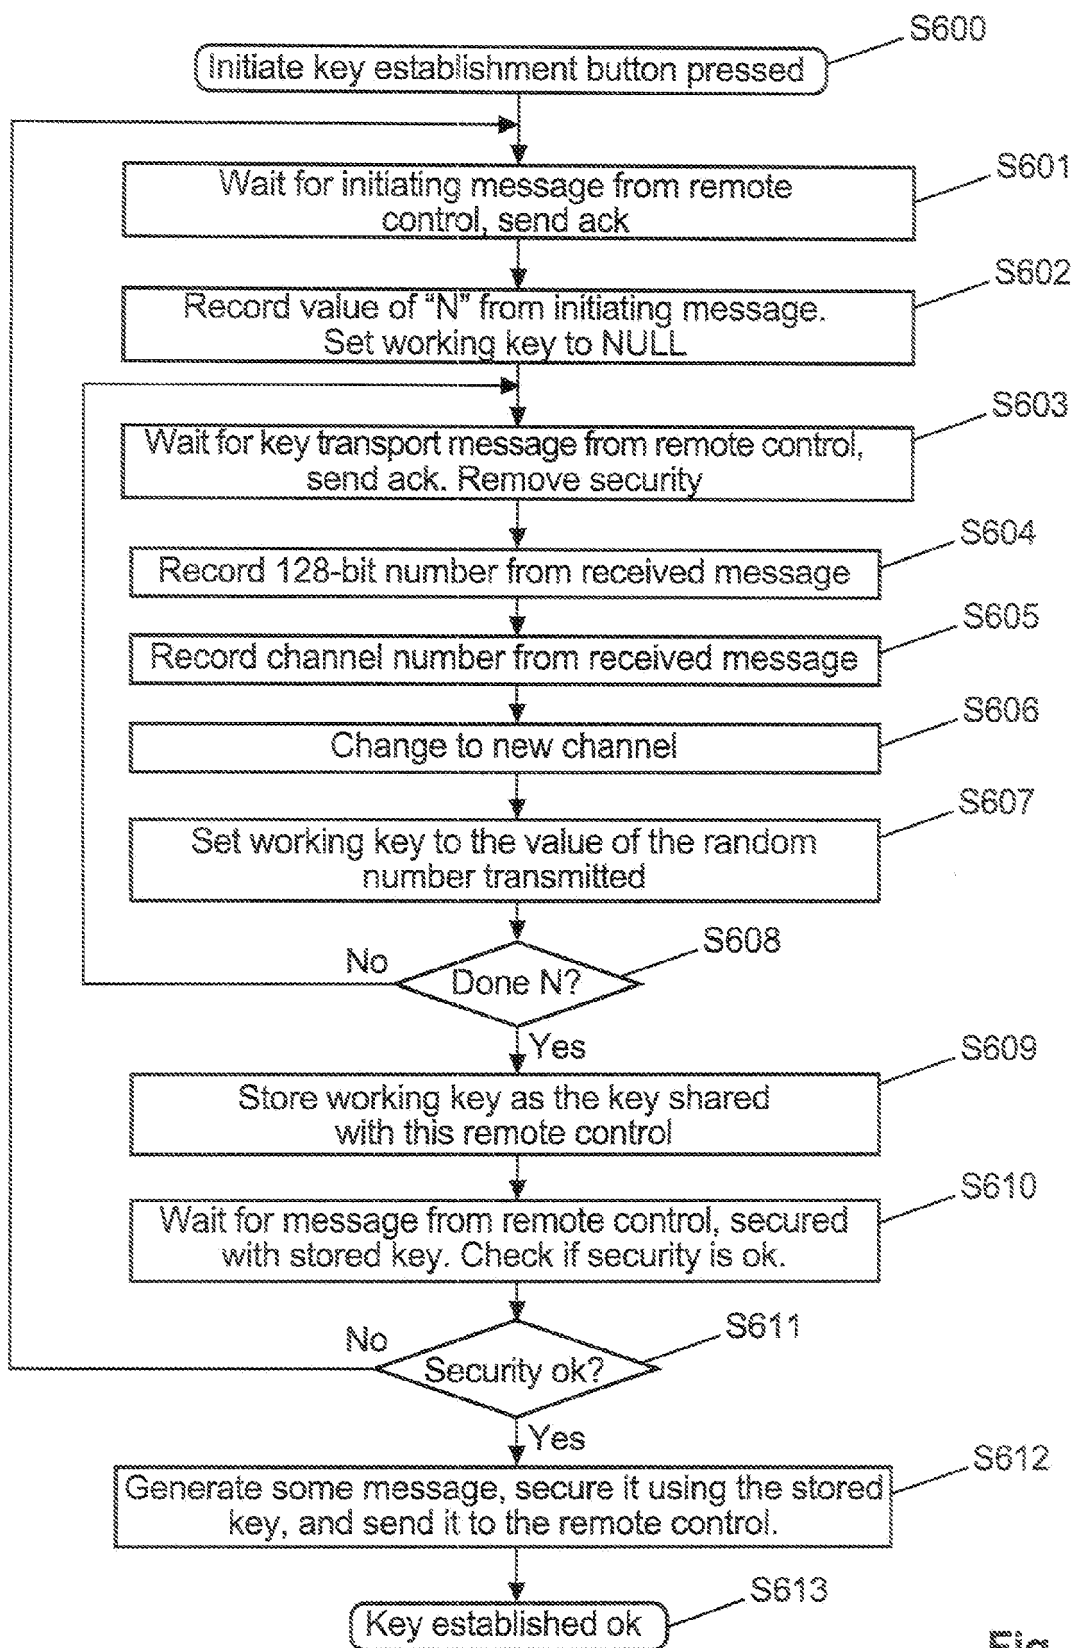 S600
Initiate key establishment button pressed
S601
Wait for initiating message from remote
control, send ack
S602
Record value of “N” from initiating message.
Set working key to NULL
S603
Wait for key transport message from remote control,
send ack. Remove security
S604
Record 128-bit number from received message
S605
Record channel number from received message
S606
Change to new channel
S607
Set working key to the value of the random
number transmitted
S608
No
Done N?
Yes
S609
Store working key as the key shared
with this remote control
S610
Wait for message from remote control, secured
with stored key. Check if security is ok.
S611
No
Security ok?
Yes
S612
Generate some message, secure it using the stored
key, and send it to the remote control.
S613
Key established ok
Fig